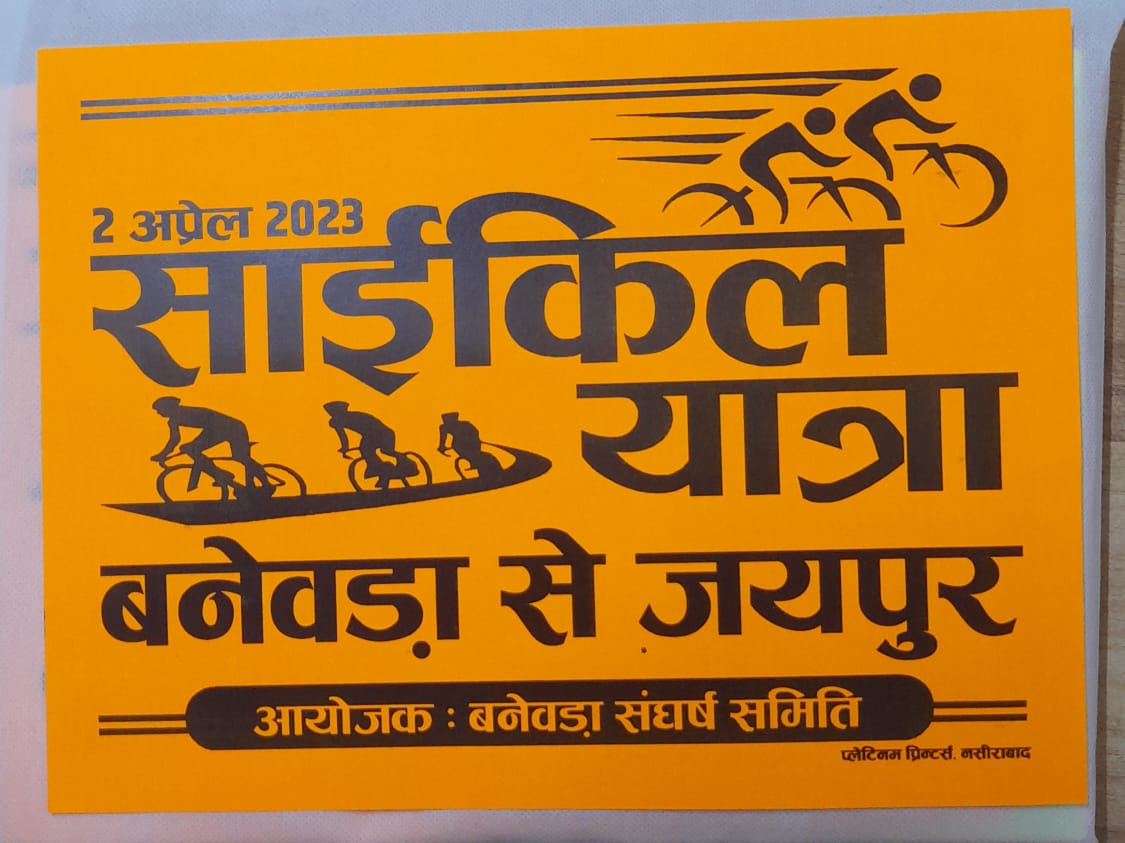 2 अप्रेल 2023
साईकिल
यात्रा
बनेवड़ा से जयपुर
आयोजक : बनेवड़ा संघर्ष समिति
प्लेटिनम प्रिन्टर्स, नसीराबाद